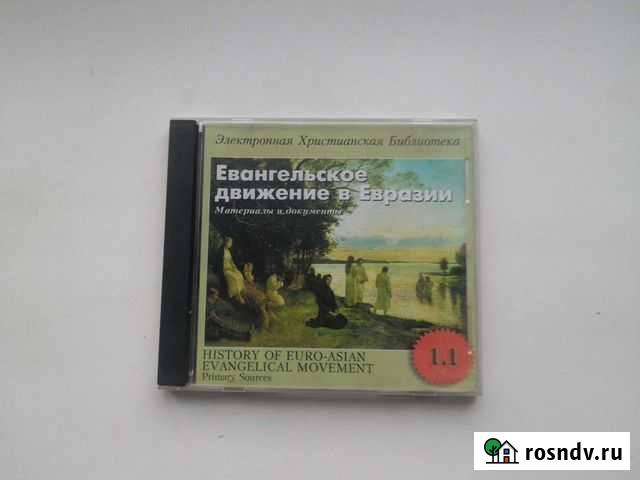 Электронная Христианская Библиотека
Евангельское
движение в Евразии
Материалы и документы
HISTORY OF EURO-ASIAN
EVANGELICAL MOVEMENT
Primary Sources
1.1
rosndv.ru